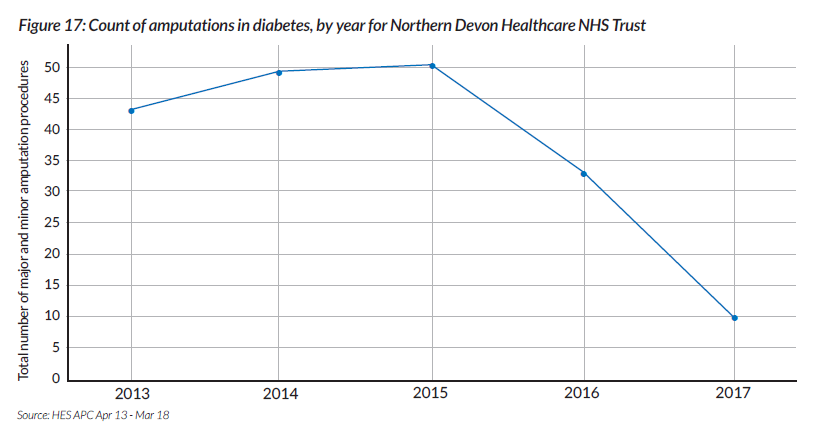 Figure 17: Count of amputations in diabetes, by year for Northern Devon Healthcare NHS Trust
Total number of major and minor amputation procedures
50
45
40
35
30
25
20
15
10
5
0
2013 2014 2015 2016 2017
Source: HES APC Apr 13 - Mar 18